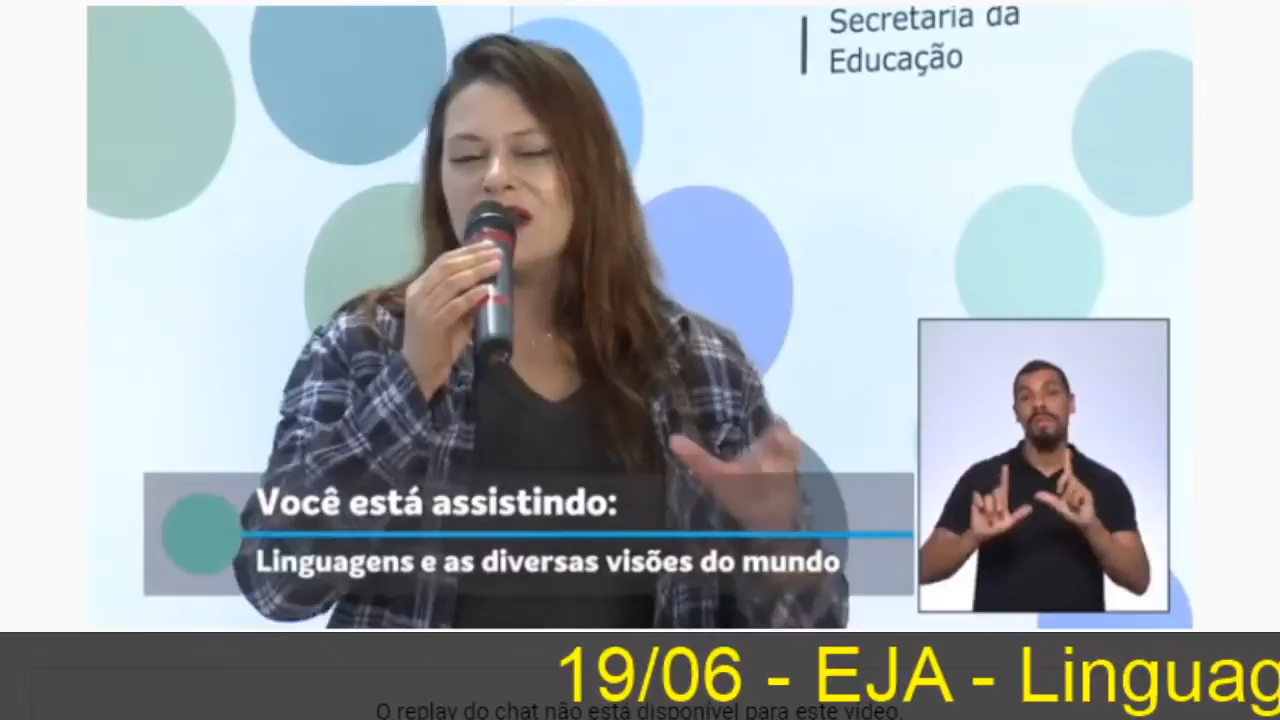 Secretaria da
Educação
Você está assistindo:
Linguagens e as diversas visões do mundo
19/06 - EJA - Linguag
O replay do chat não está disponível para este vídeo.